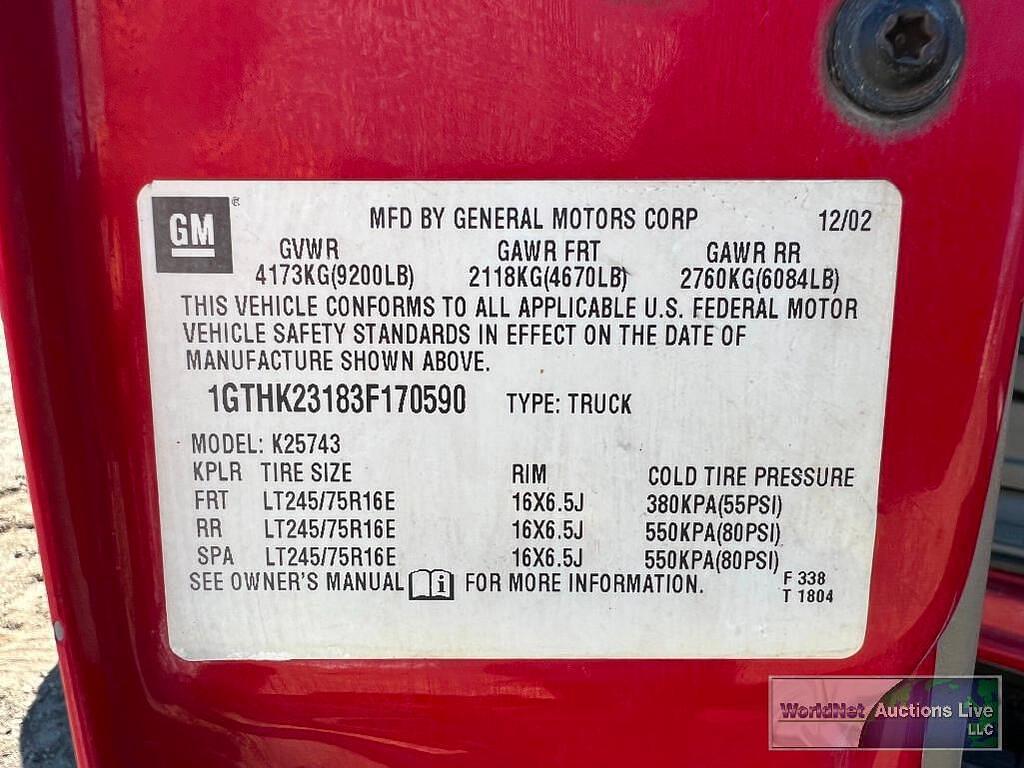 GM®
MFD BY GENERAL MOTORS CORP 12/02
GVWR GAWR FRT GAWR RR
4173KG(9200LB) 2118KG(4670LB) 2760KG(6084LB)
THIS VEHICLE CONFORMS TO ALL APPLICABLE U.S. FEDERAL MOTOR
VEHICLE SAFETY STANDARDS IN EFFECT ON THE DATE OF
MANUFACTURE SHOWN ABOVE.
1GTHK23183F170590 TYPE: TRUCK
MODEL: K25743
KPLR TIRE SIZE RIM COLD TIRE PRESSURE
FRT LT245/75R16E 16X6.5J 380KPA(55PSI)
RR LT245/75R16E 16X6.5J 550KPA(80PSI)
SPA LT245/75R16E 16X6.5J 550KPA(80PSI)
SEE OWNER'S MANUAL i FOR MORE INFORMATION.
F 338
T 1804
WorldNet Auctions Live
LLC